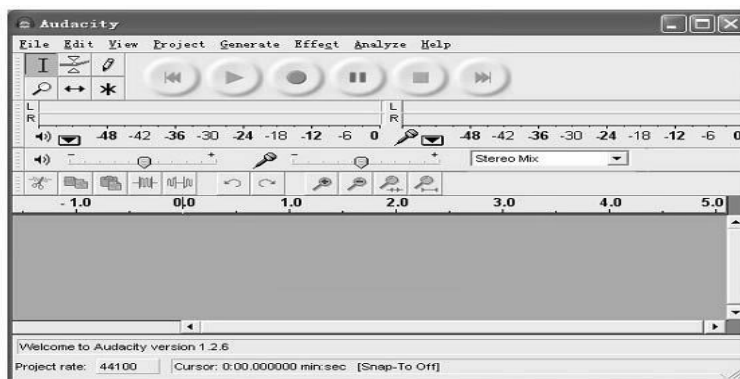 Audacity
File Edit View Project Generate Effect Analyze Help
L L
R R
-48 -42 -36 -30 -24 -18 -12 -6 0 -48 -42 -36 -30 -24 -18 -12 -6 0
- + - + Stereo Mix
- 1.0 0.0 1.0 2.0 3.0 4.0 5.0
Welcome to Audacity version 1.2.6
Project rate: 44100 Cursor: 0:00.000000 min:sec [Snap-To Off]